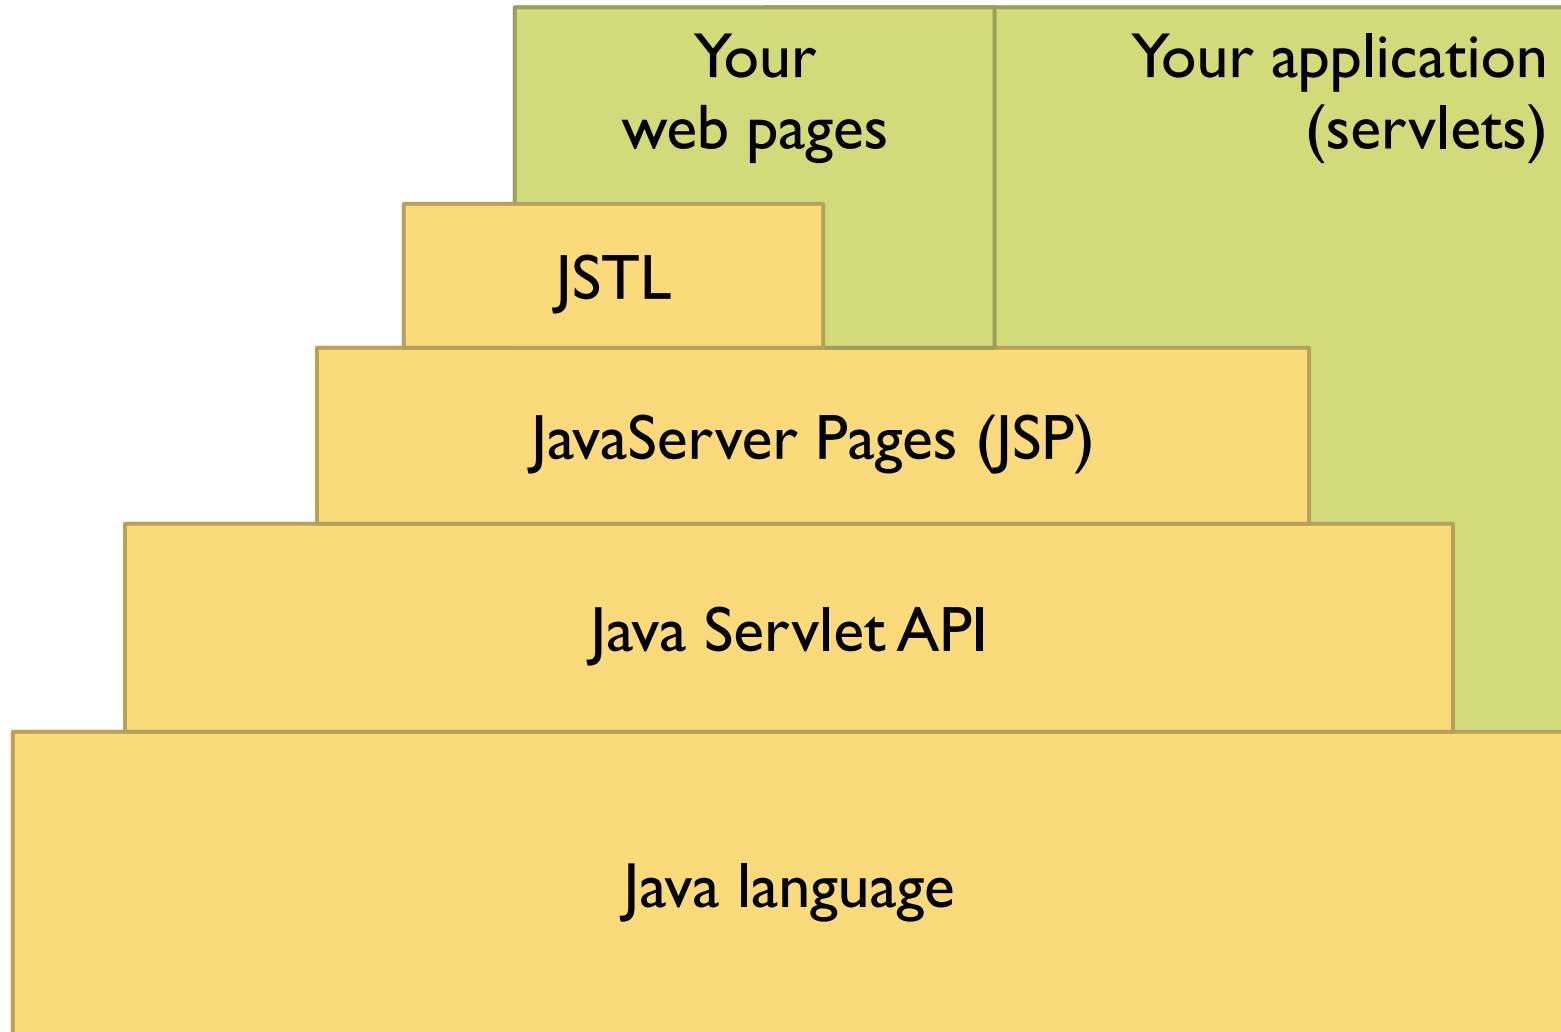 Your
web pages
Your application
(servlets)
JSTL
JavaServer Pages (JSP)
Java Servlet API
Java language